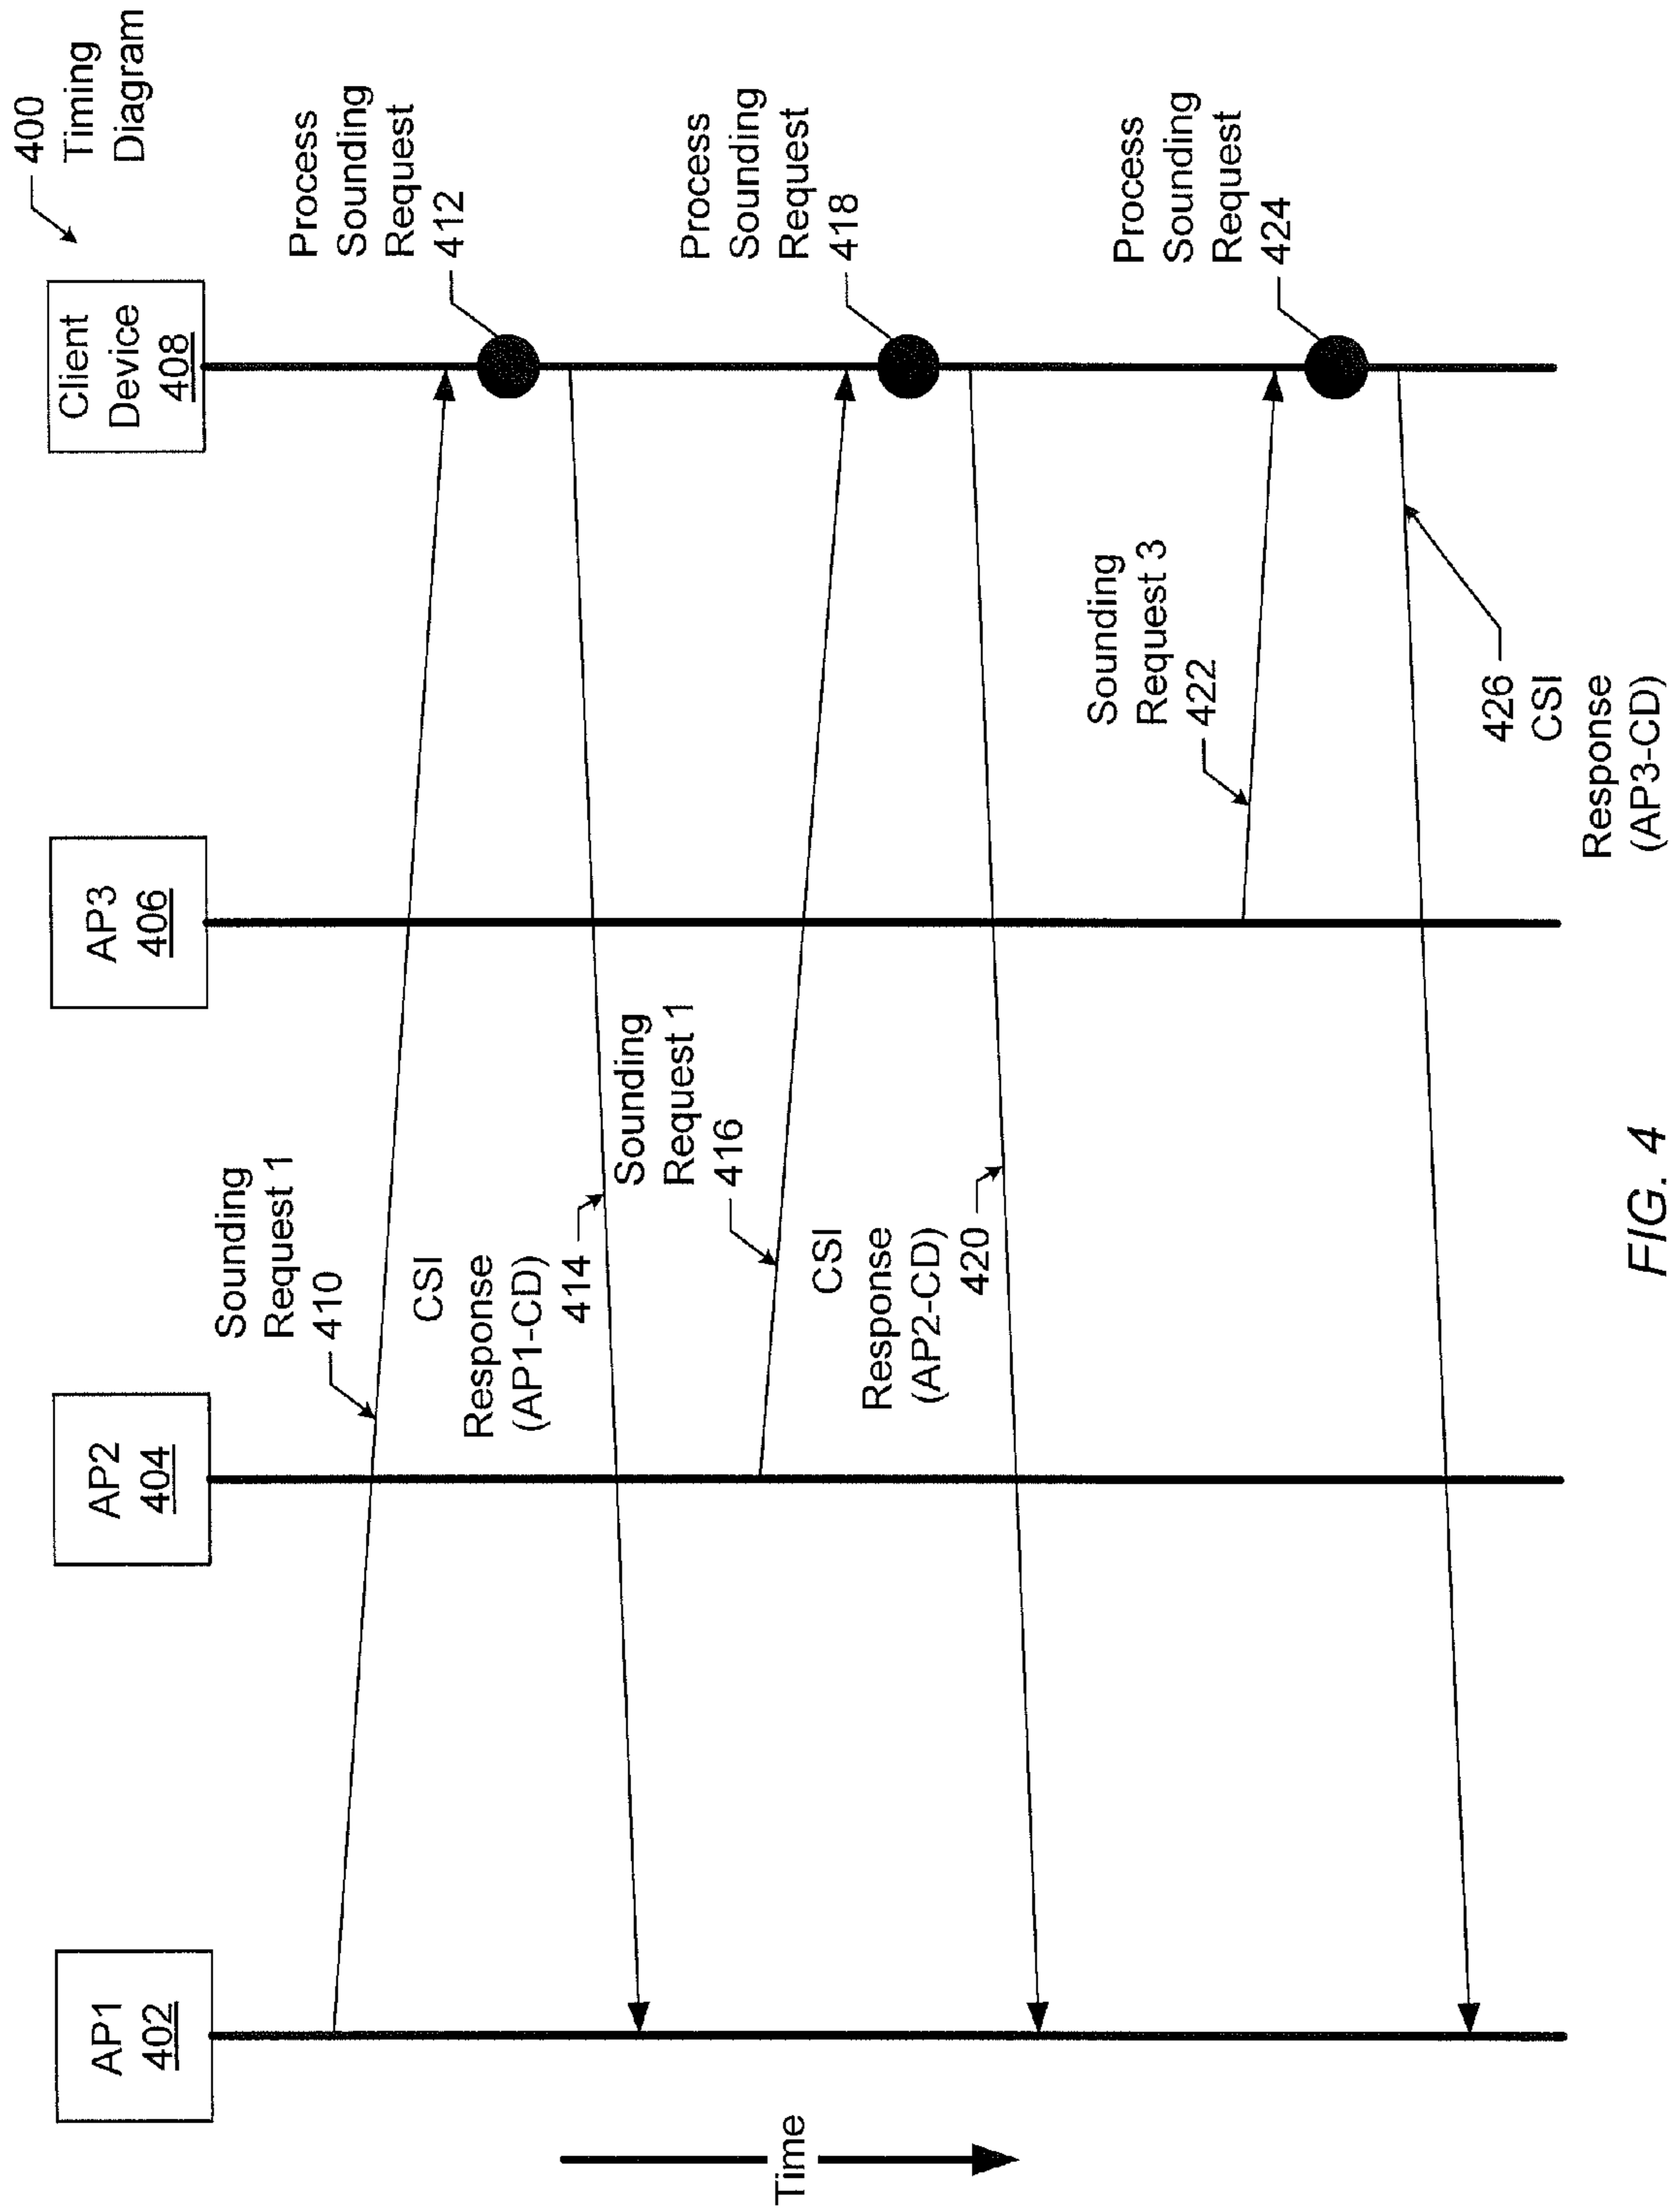 400
Timing
Diagram
AP1
402
AP2
404
AP3
406
Client
Device
408
Sounding
Request 1
410
Process
Sounding
Request
412
CSI
Response
(AP1-CD)
414
Sounding
Request 1
416
Process
Sounding
Request
418
CSI
Response
(AP2-CD)
420
Sounding
Request 3
422
Process
Sounding
Request
424
426
CSI
Response
(AP3-CD)
Time
FIG. 4